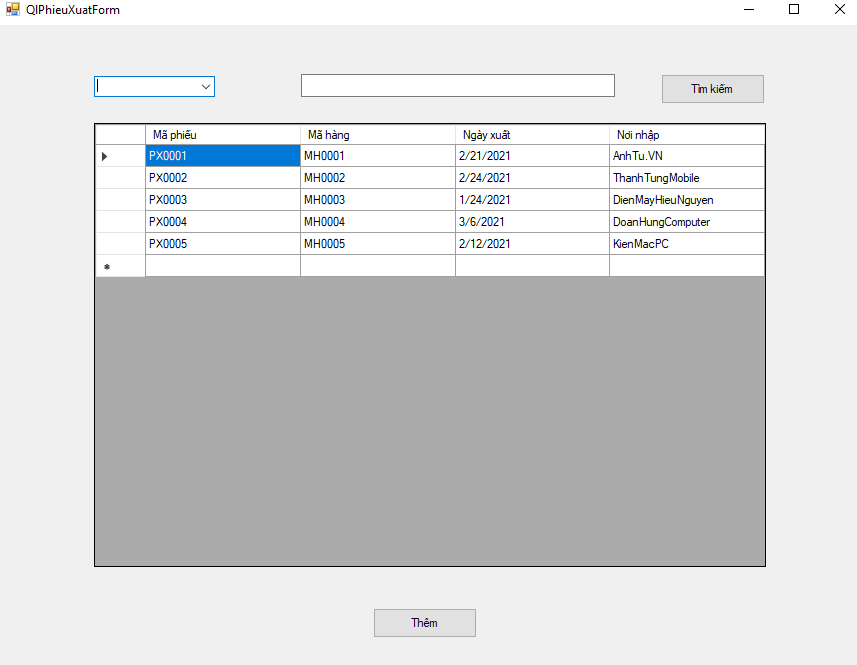 QlPhieuXuatForm
Tìm kiếm
Mã phiếu Mã hàng Ngày xuất Nơi nhập
PX0001 MH0001 2/21/2021 AnhTu.VN
PX0002 MH0002 2/24/2021 ThanhTungMobile
PX0003 MH0003 1/24/2021 DienMayHieuNguyen
PX0004 MH0004 3/6/2021 DoanHungComputer
PX0005 MH0005 2/12/2021 KienMacPC
Thêm